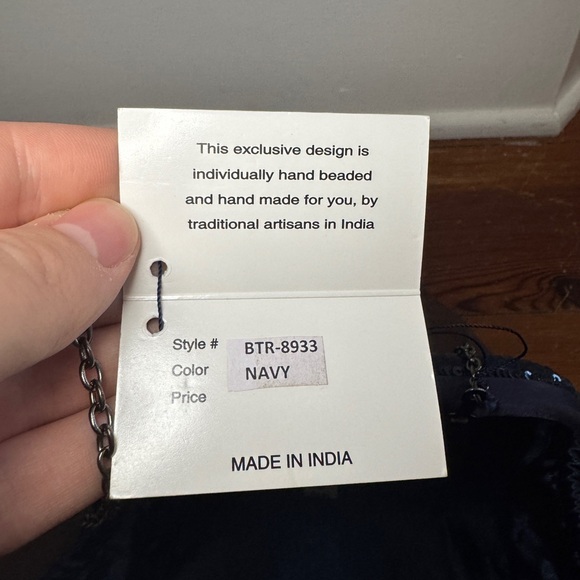 This exclusive design is
individually hand beaded
and hand made for you, by
traditional artisans in India
Style # BTR-8933
Color NAVY
Price
MADE IN INDIA